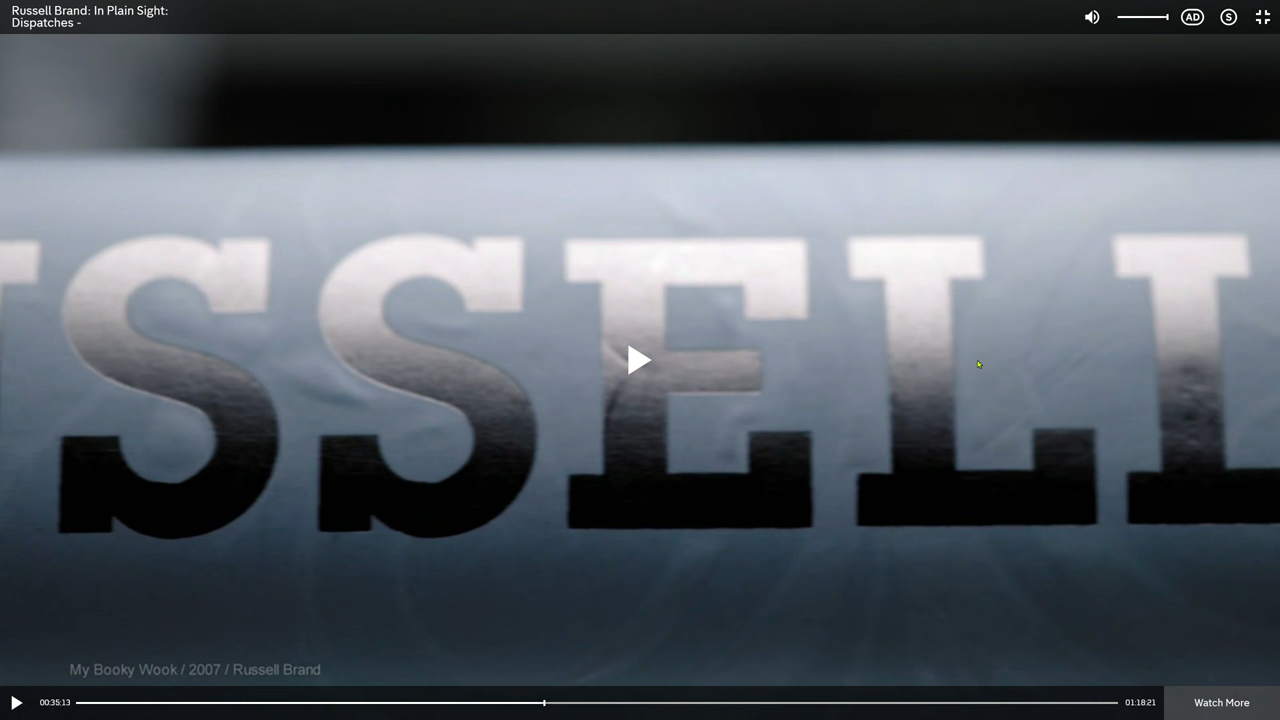 Russell Brand: In Plain Sight:
Dispatches -
AD
S
SSELL
My Booky Wook / 2007 / Russell Brand
00:35:13
01:18:21
Watch More